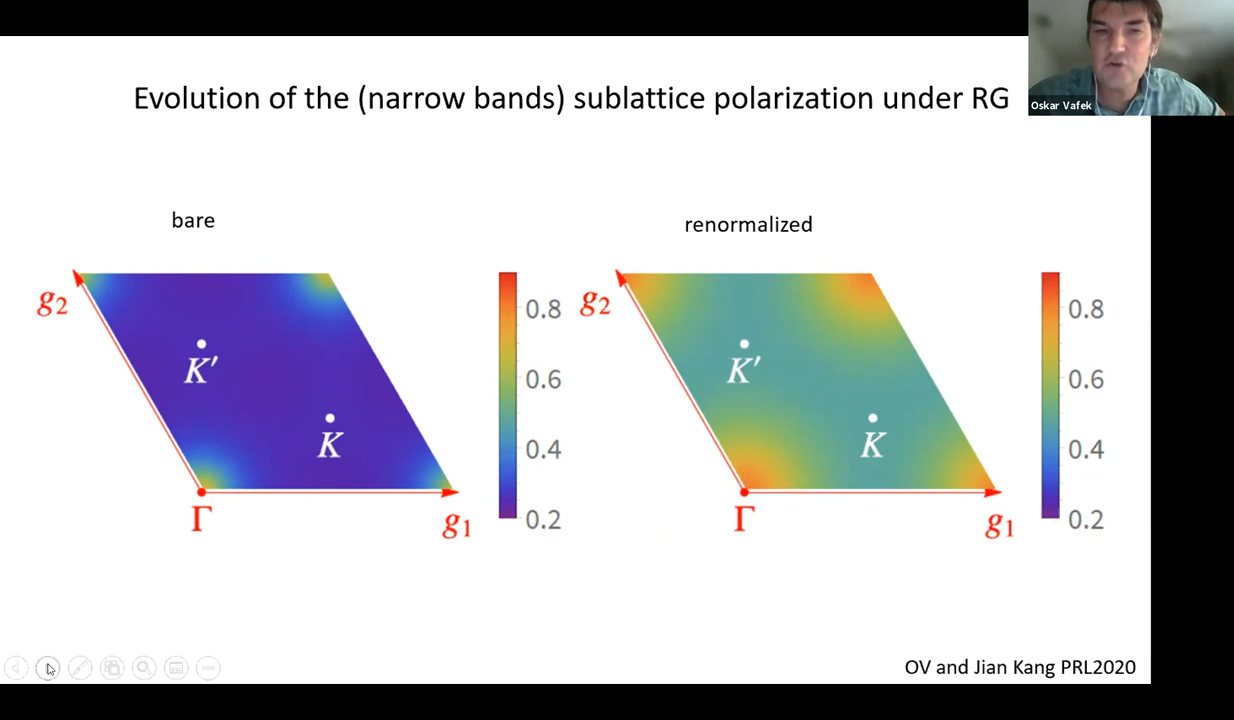 Evolution of the (narrow bands) sublattice polarization under RG
Oskar Vafek
bare
renormalized
g2
K′
K
Γ
g1
0.8
0.6
0.4
0.2
g2
K′
K
Γ
g1
0.8
0.6
0.4
0.2
OV and Jian Kang PRL2020